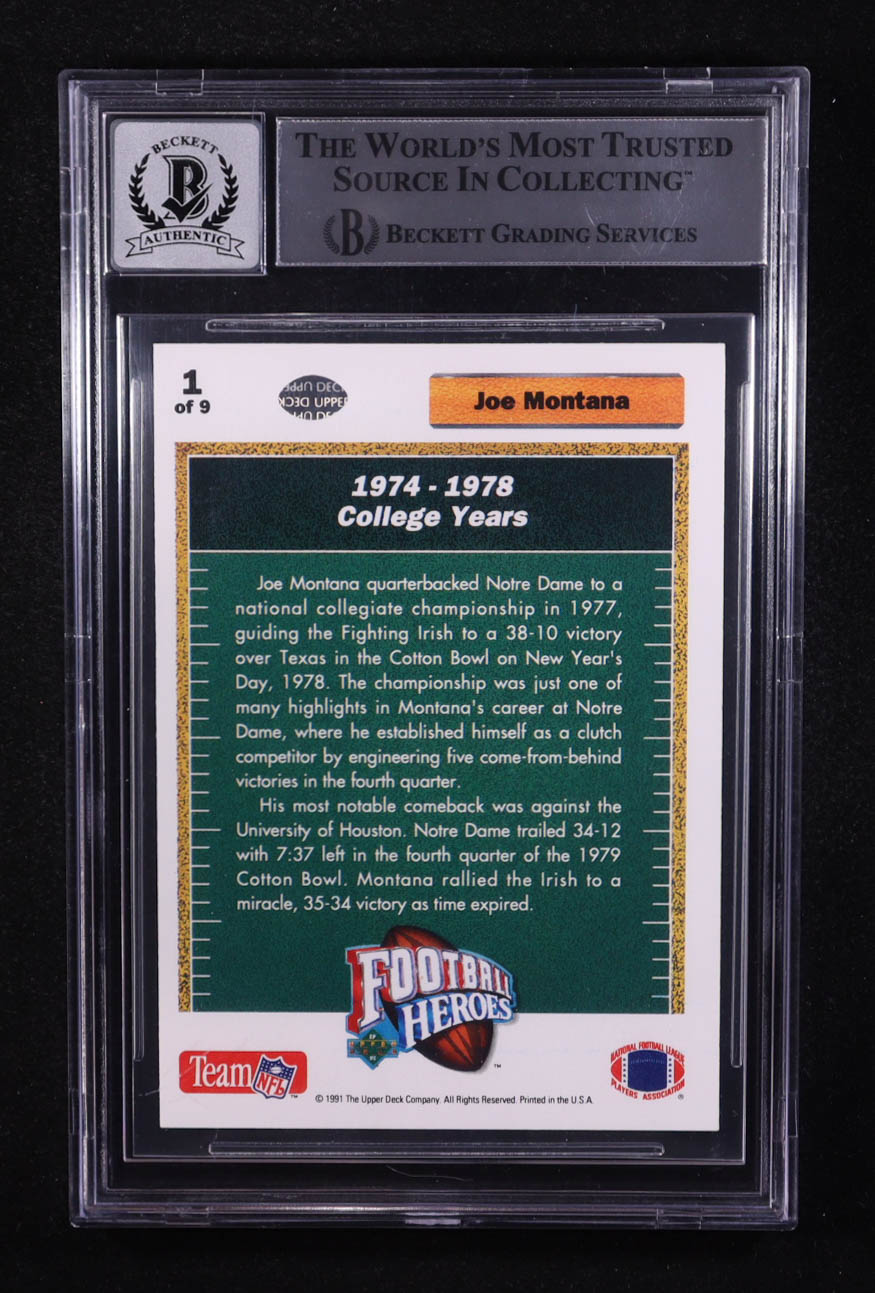 BECKETT
B
AUTHENTIC
THE WORLD'S MOST TRUSTED
SOURCE IN COLLECTING™
B BECKETT GRADING SERVICES
1
of 9
UPPER DECK
Joe Montana
1974 - 1978
College Years
Joe Montana quarterbacked Notre Dame to a
national collegiate championship in 1977,
guiding the Fighting Irish to a 38-10 victory
over Texas in the Cotton Bowl on New Year's
Day, 1978. The championship was just one of
many highlights in Montana's career at Notre
Dame, where he established himself as a clutch
competitor by engineering five come-from-behind
victories in the fourth quarter.
His most notable comeback was against the
University of Houston. Notre Dame trailed 34-12
with 7:37 left in the fourth quarter of the 1979
Cotton Bowl. Montana rallied the Irish to a
miracle, 35-34 victory as time expired.
FOOTBALL
HEROES
™
Team NFL ™
© 1991 The Upper Deck Company. All Rights Reserved. Printed in the U.S.A.
NATIONAL FOOTBALL LEAGUE
PLAYERS ASSOCIATION ®